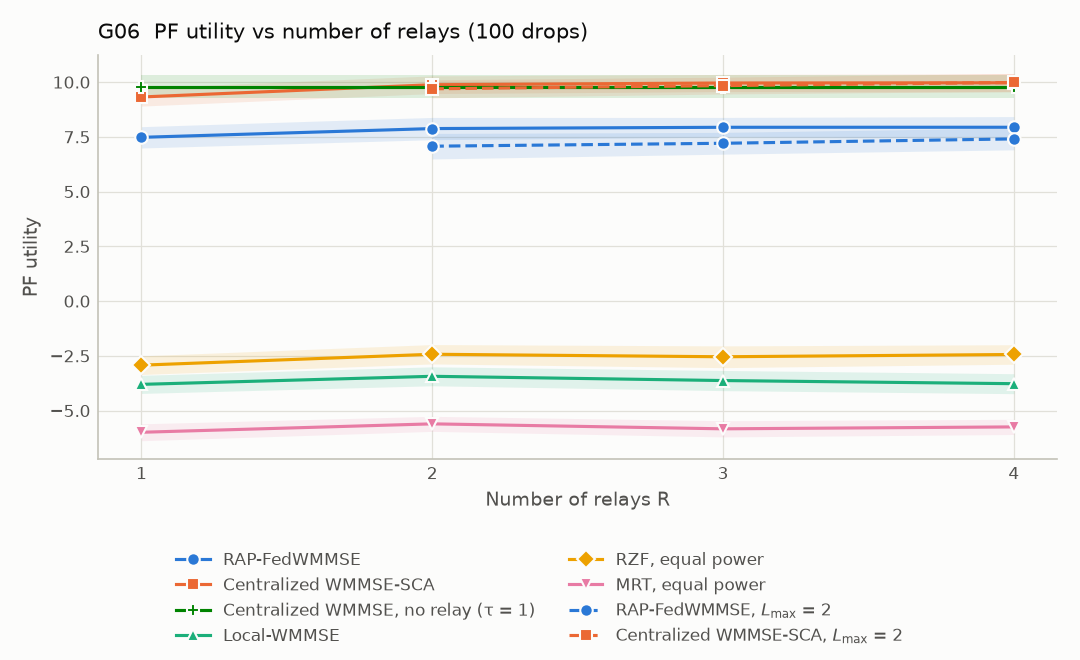 G06 PF utility vs number of relays (100 drops)
10.0
7.5
5.0
2.5
0.0
−2.5
−5.0
PF utility
1 2 3 4
Number of relays R
RAP-FedWMMSE
Centralized WMMSE-SCA
Centralized WMMSE, no relay (τ = 1)
Local-WMMSE
RZF, equal power
MRT, equal power
RAP-FedWMMSE, Lmax = 2
Centralized WMMSE-SCA, Lmax = 2